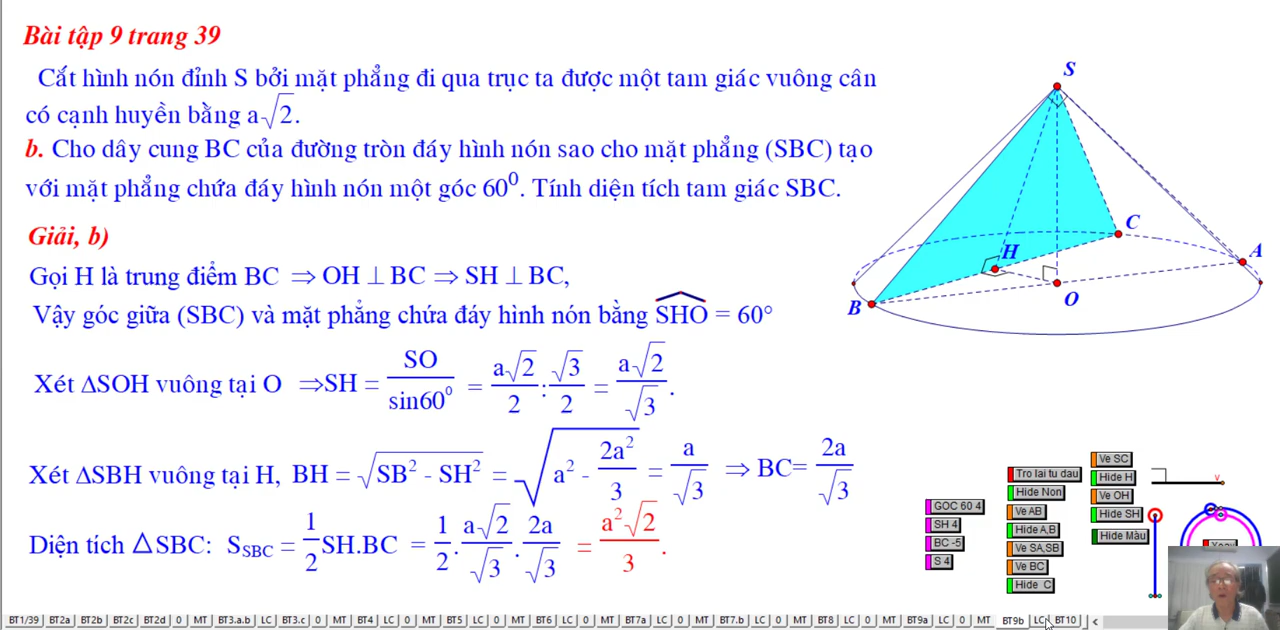 Bài tập 9 trang 39
Cắt hình nón đỉnh S bởi mặt phẳng đi qua trục ta được một tam giác vuông cân
có cạnh huyền bằng a√2.
b. Cho dây cung BC của đường tròn đáy hình nón sao cho mặt phẳng (SBC) tạo
với mặt phẳng chứa đáy hình nón một góc 60⁰. Tính diện tích tam giác SBC.
Giải, b)
Gọi H là trung điểm BC ⇒ OH ⊥ BC ⇒ SH ⊥ BC,
Vậy góc giữa (SBC) và mặt phẳng chứa đáy hình nón bằng SHO = 60°
Xét ΔSOH vuông tại O ⇒ SH = SO/sin60⁰ = a√2/2 : √3/2 = a√2/√3.
Xét ΔSBH vuông tại H, BH = √(SB² - SH²) = √(a² - 2a²/3) = a/√3 ⇒ BC= 2a/√3
Diện tích △SBC: S_SBC = 1/2 SH.BC = 1/2 . a√2/√3 . 2a/√3 = a²√2/3 .
S
C
H
A
B
O
GOC 60 4
SH 4
BC -5
S 4
Tro lai tu dau
Hide Non
Ve AB
Hide A,B
Ve SA,SB
Ve BC
Hide C
Ve SC
Hide H
Ve OH
Hide SH
Hide Màu
V
BT1/39 BT2a BT2b BT2c BT2d 0 MT BT3.a.b LC BT3.c 0 MT BT4 LC 0 MT BT5 LC 0 MT BT6 LC 0 MT BT7a LC 0 MT BT7.b LC 0 MT BT8 LC 0 MT BT9a LC 0 MT BT9b LC BT10 <